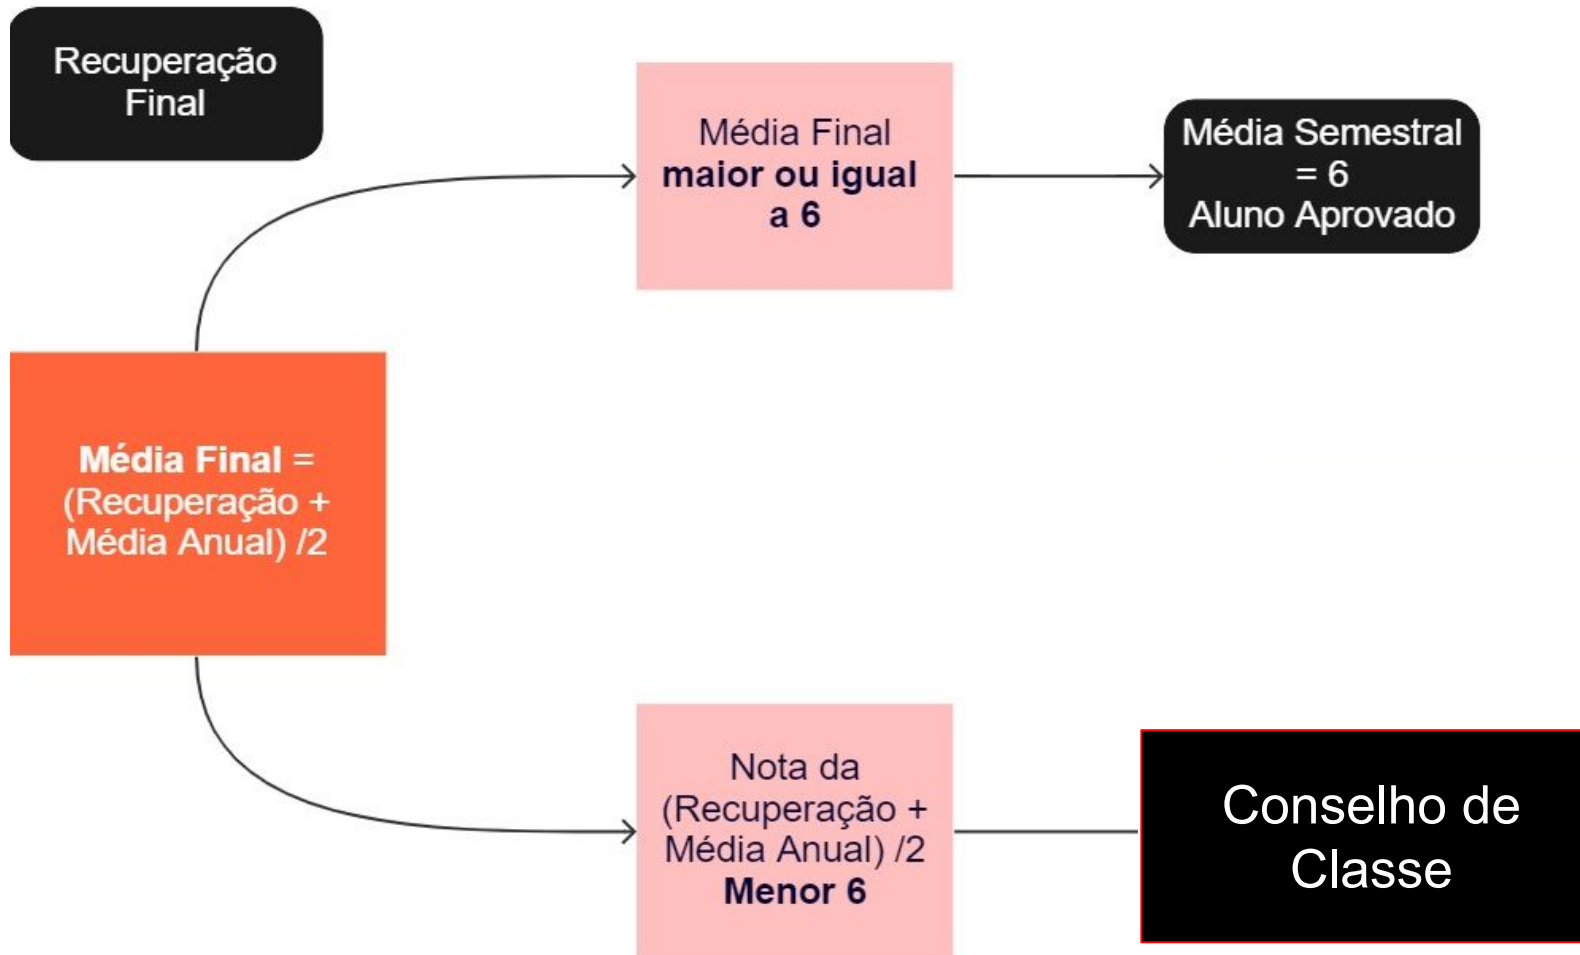 Recuperação
Final
Média Final
maior ou igual
a 6
Média Semestral
= 6
Aluno Aprovado
Média Final =
(Recuperação +
Média Anual) /2
Nota da
(Recuperação +
Média Anual) /2
Menor 6
Conselho de
Classe